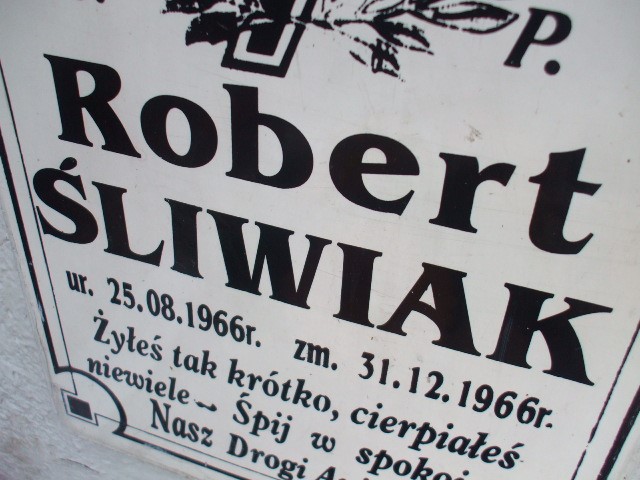 P.
Robert
ŚLIWIAK
ur. 25.08.1966r. zm. 31.12.1966r.
Żyłeś tak krótko, cierpiałeś
niewiele~ Śpij w
Nasz Drogi